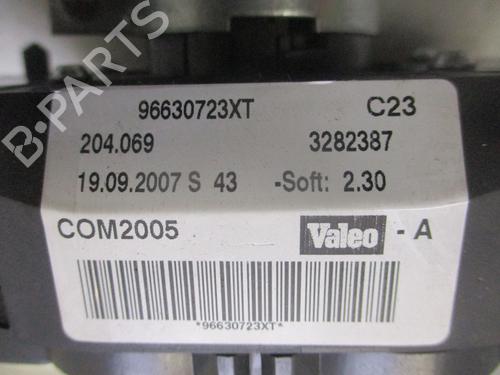 B-PARTS
96630723XT C23
204.069 3282387
19.09.2007 S 43 -Soft: 2.30
COM2005 Valeo - A
*96630723XT*